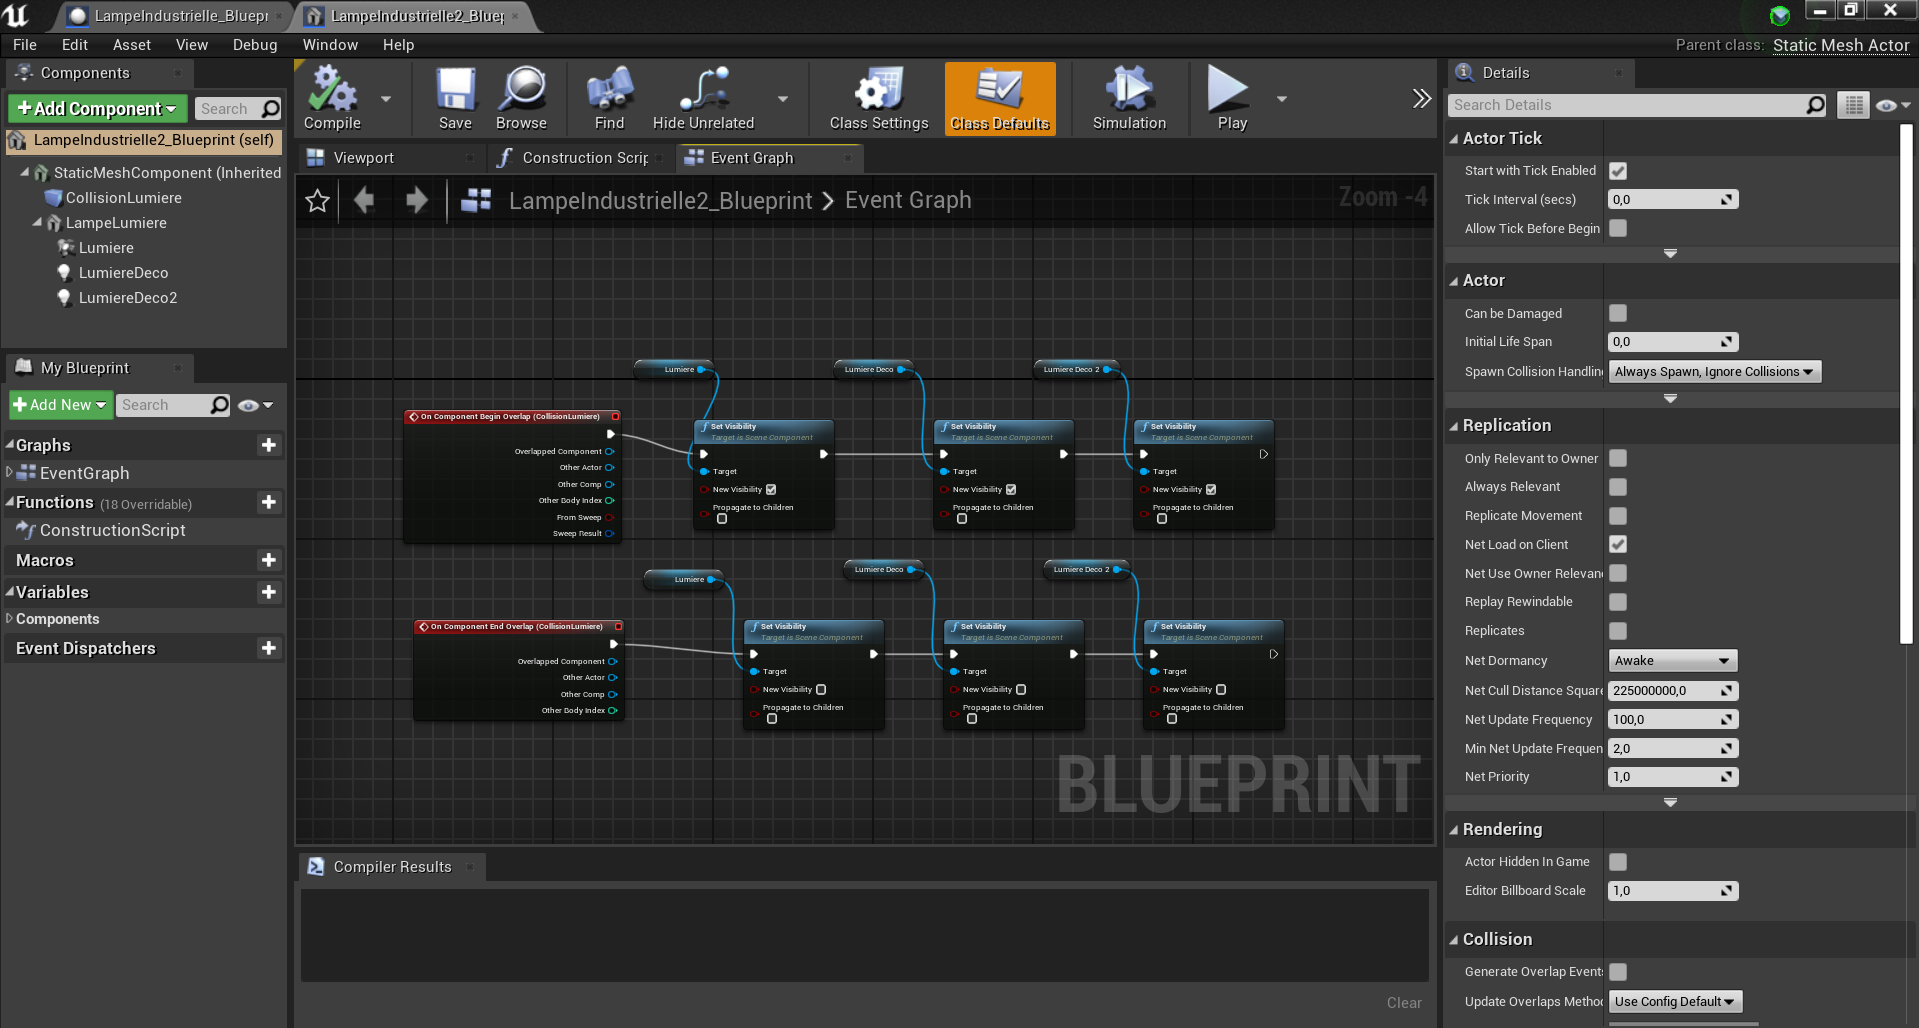 LampeIndustrielle_Bluepr
LampeIndustrielle2_Bluep
File Edit Asset View Debug Window Help
Parent class: Static Mesh Actor
Components
Add Component
Search
LampeIndustrielle2_Blueprint (self)
StaticMeshComponent (Inherited
CollisionLumiere
LampeLumiere
Lumiere
LumiereDeco
LumiereDeco2
My Blueprint
Add New
Search
Graphs
EventGraph
Functions (18 Overridable)
ConstructionScript
Macros
Variables
Components
Event Dispatchers
Compile
Save
Browse
Find
Hide Unrelated
Class Settings
Class Defaults
Simulation
Play
Viewport
Construction Scrip
Event Graph
LampeIndustrielle2_Blueprint > Event Graph
Zoom -4
Lumiere
Lumiere Deco
Lumiere Deco 2
On Component Begin Overlap (CollisionLumiere)
Overlapped Component
Other Actor
Other Comp
Other Body Index
From Sweep
Sweep Result
Set Visibility
Target is Scene Component
Target
New Visibility
Propagate to Children
Set Visibility
Target is Scene Component
Target
New Visibility
Propagate to Children
Set Visibility
Target is Scene Component
Target
New Visibility
Propagate to Children
Lumiere
Lumiere Deco
Lumiere Deco 2
On Component End Overlap (CollisionLumiere)
Overlapped Component
Other Actor
Other Comp
Other Body Index
Set Visibility
Target is Scene Component
Target
New Visibility
Propagate to Children
Set Visibility
Target is Scene Component
Target
New Visibility
Propagate to Children
Set Visibility
Target is Scene Component
Target
New Visibility
Propagate to Children
BLUEPRINT
Compiler Results
Clear
Details
Search Details
Actor Tick
Start with Tick Enabled
Tick Interval (secs) 0,0
Allow Tick Before Begin
Actor
Can be Damaged
Initial Life Span 0,0
Spawn Collision Handlin Always Spawn, Ignore Collisions
Replication
Only Relevant to Owner
Always Relevant
Replicate Movement
Net Load on Client
Net Use Owner Relevan
Replay Rewindable
Replicates
Net Dormancy Awake
Net Cull Distance Square 225000000,0
Net Update Frequency 100,0
Min Net Update Frequen 2,0
Net Priority 1,0
Rendering
Actor Hidden In Game
Editor Billboard Scale 1,0
Collision
Generate Overlap Events
Update Overlaps Method Use Config Default